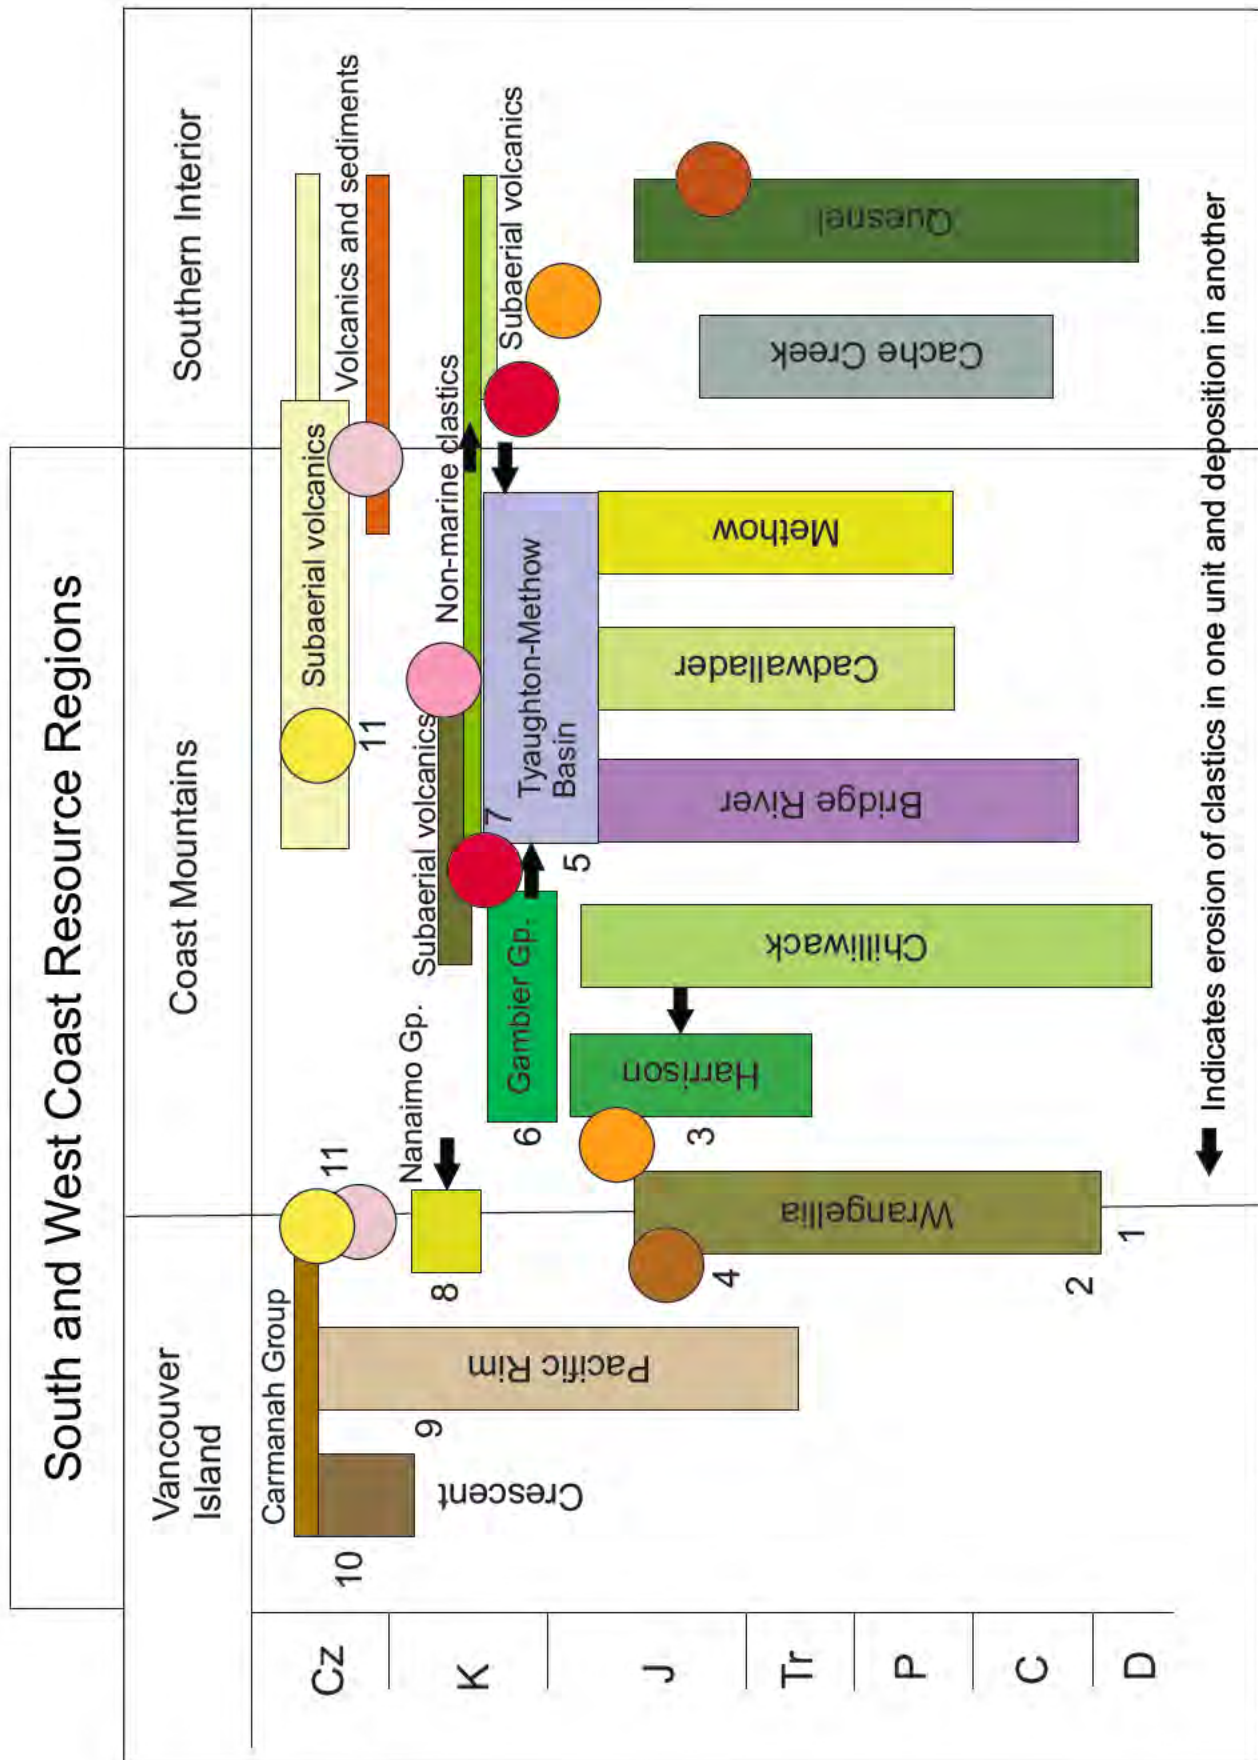 South and West Coast Resource Regions
Vancouver
Island
Coast Mountains
Southern Interior
Cz
K
J
Tr
P
C
D
Carmanah Group
10
Crescent
9
Pacific Rim
11
8
Nanaimo Gp.
4
2
1
Wrangellia
3
Harrison
6
Gambier Gp.
Chilliwack
Subaerial volcanics
7
5
Tyaughton-Methow
Basin
Bridge River
Cadwallader
Methow
11
Subaerial volcanics
Non-marine clastics
Volcanics and sediments
Subaerial volcanics
Cache Creek
Quesnel
Indicates erosion of clastics in one unit and deposition in another